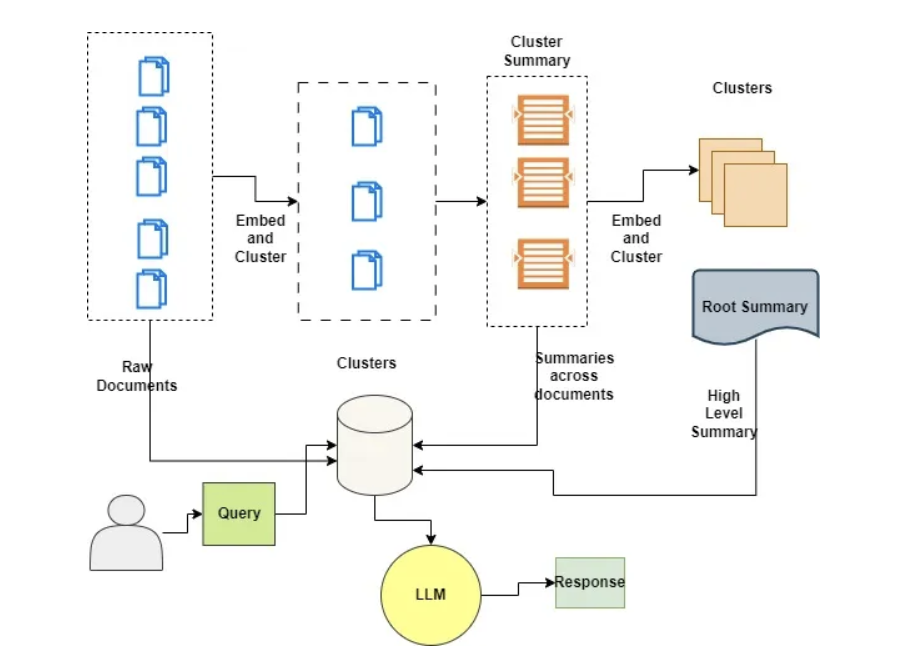 Cluster
Summary
Clusters
Embed
and
Cluster
Embed
and
Cluster
Root Summary
Raw
Documents
Clusters
Summaries
across
documents
High
Level
Summary
Query
LLM
Response